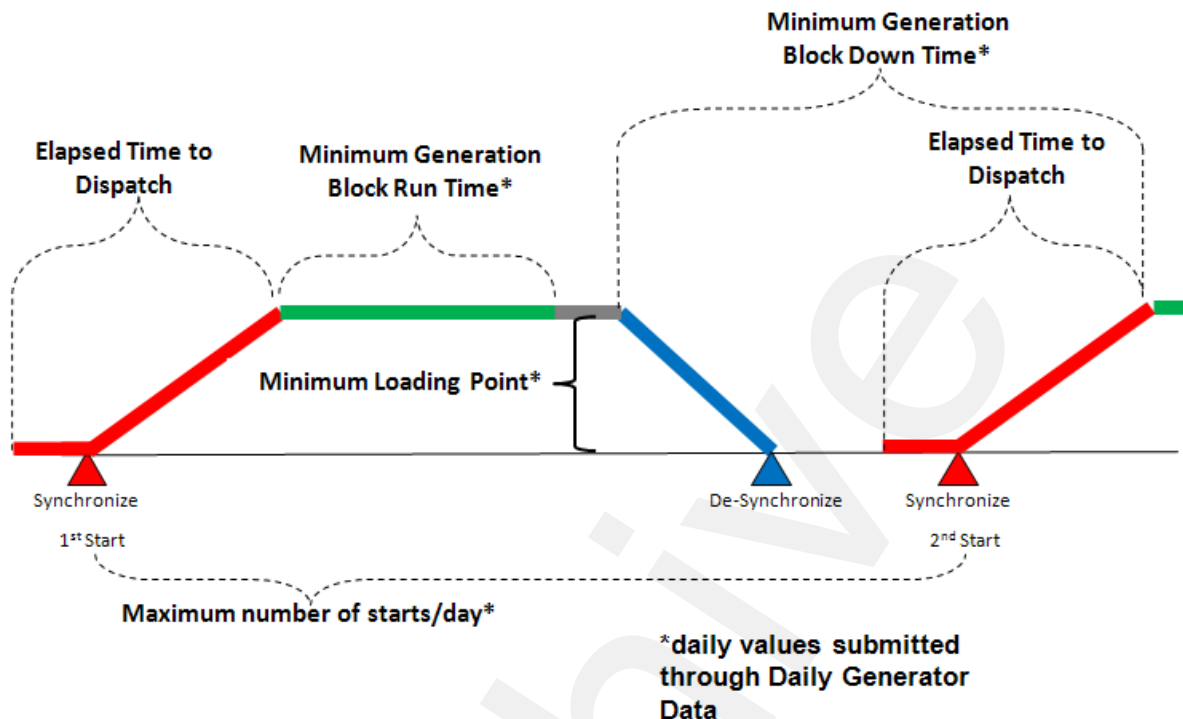 Minimum Generation
Block Down Time*
Elapsed Time to
Dispatch
Minimum Generation
Block Run Time*
Elapsed Time to
Dispatch
Minimum Loading Point*
Synchronize
1st Start
De-Synchronize
Synchronize
2nd Start
Maximum number of starts/day*
*daily values submitted
through Daily Generator
Data